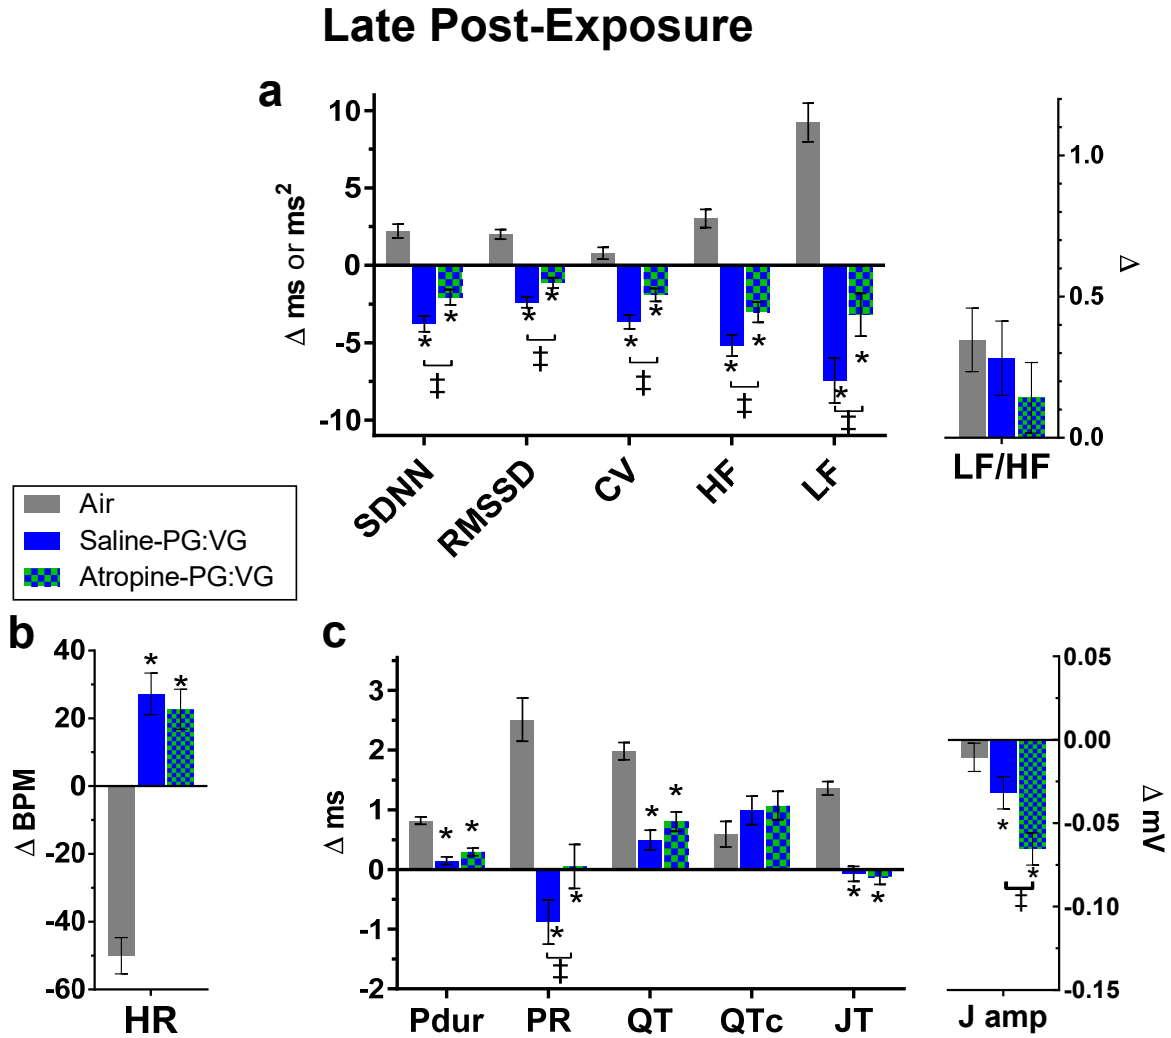 Late Post-Exposure
a
Δ ms or ms²
10
5
0
-5
-10
* * * * * * * * * *
‡ ‡ ‡ ‡ ‡
SDNN RMSSD CV HF LF
1.0
0.5
0.0
Δ
LF/HF
Air
Saline-PG:VG
Atropine-PG:VG
b
Δ BPM
40
20
0
-20
-40
-60
* *
HR
c
Δ ms
3
2
1
0
-1
-2
* * * * * * * *
‡
Pdur PR QT QTc JT
0.05
0.00
-0.05
-0.10
-0.15
Δ mV
* *
‡
J amp